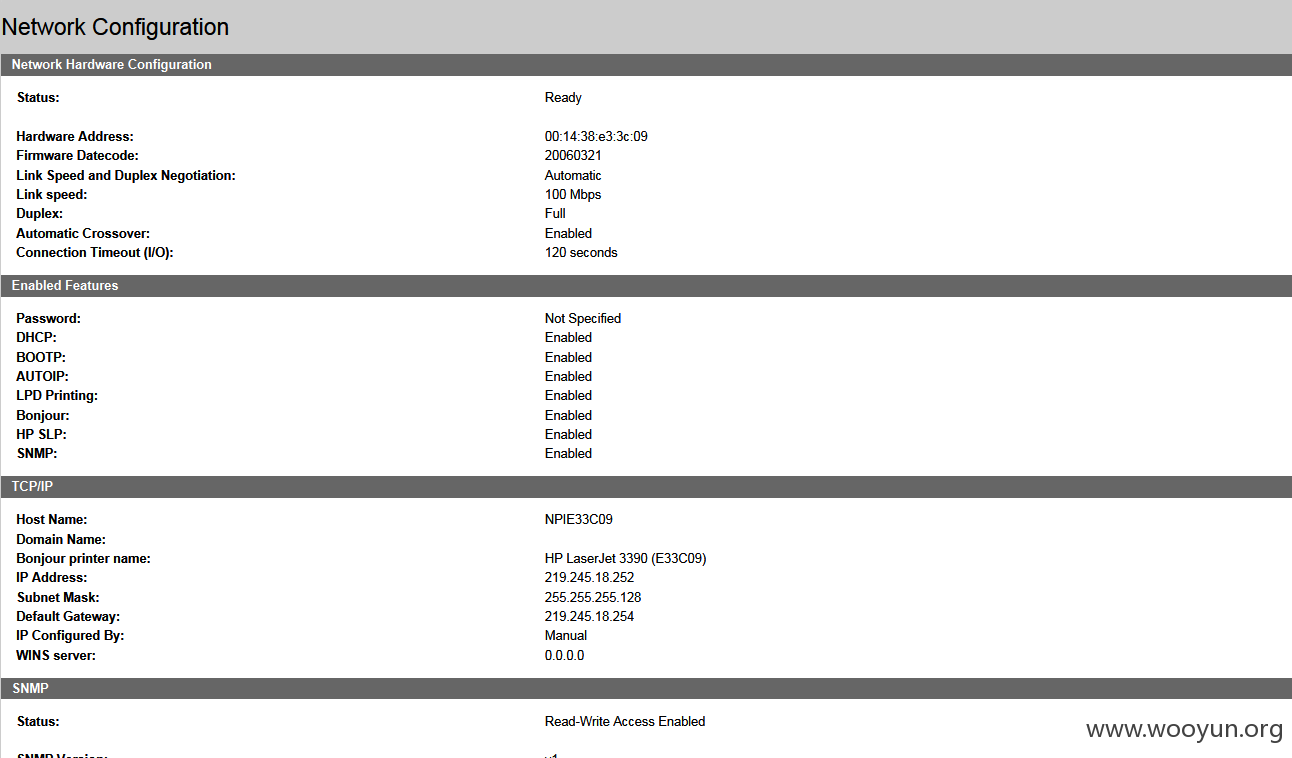 Network Configuration
Network Hardware Configuration
Status: Ready
Hardware Address: 00:14:38:e3:3c:09
Firmware Datecode: 20060321
Link Speed and Duplex Negotiation: Automatic
Link speed: 100 Mbps
Duplex: Full
Automatic Crossover: Enabled
Connection Timeout (I/O): 120 seconds
Enabled Features
Password: Not Specified
DHCP: Enabled
BOOTP: Enabled
AUTOIP: Enabled
LPD Printing: Enabled
Bonjour: Enabled
HP SLP: Enabled
SNMP: Enabled
TCP/IP
Host Name: NPIE33C09
Domain Name:
Bonjour printer name: HP LaserJet 3390 (E33C09)
IP Address: 219.245.18.252
Subnet Mask: 255.255.255.128
Default Gateway: 219.245.18.254
IP Configured By: Manual
WINS server: 0.0.0.0
SNMP
Status: Read-Write Access Enabled
www.wooyun.org
SNMP Version: v1